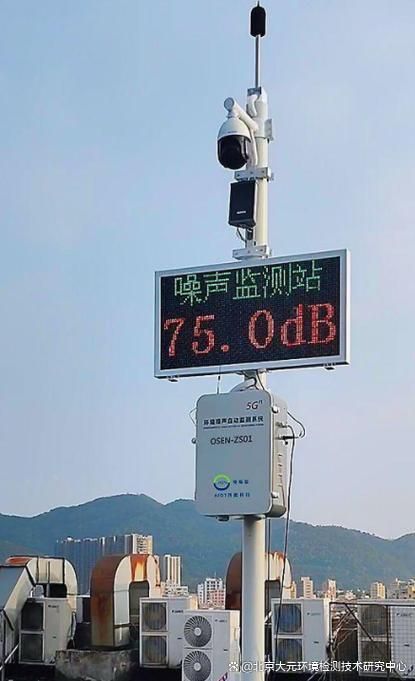 噪声监测站
75.0dB
5G
环境噪声自动监测系统
OSEN-ZS01
@北京大元环境检测技术研究中心